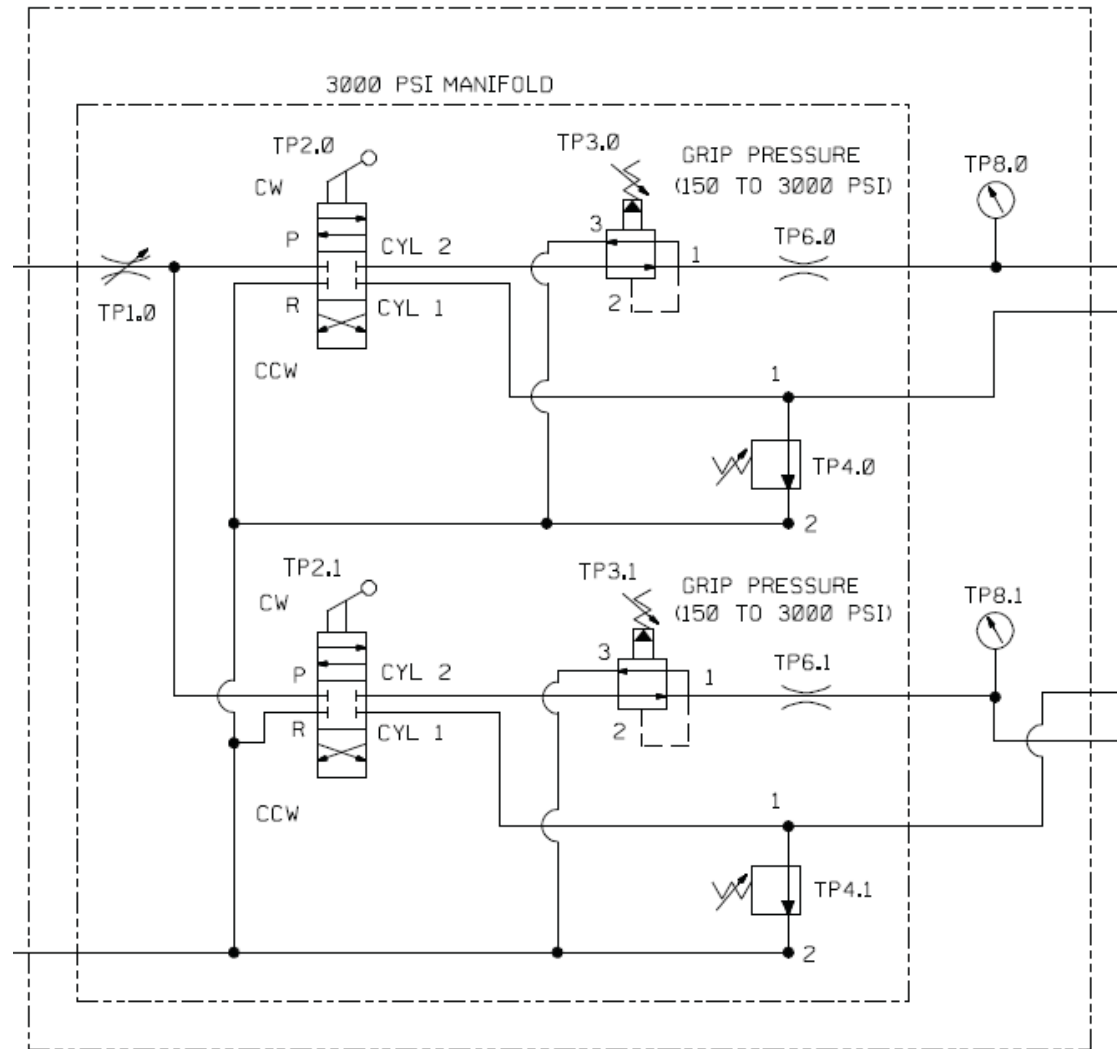 3000 PSI MANIFOLD
TP2.0
CW
P
CYL 2
R
CYL 1
CCW
TP1.0
TP3.0
GRIP PRESSURE
(150 TO 3000 PSI)
3
1
2
TP6.0
TP8.0
1
TP4.0
2
TP2.1
CW
P
CYL 2
R
CYL 1
CCW
TP3.1
GRIP PRESSURE
(150 TO 3000 PSI)
3
1
2
TP6.1
TP8.1
1
TP4.1
2